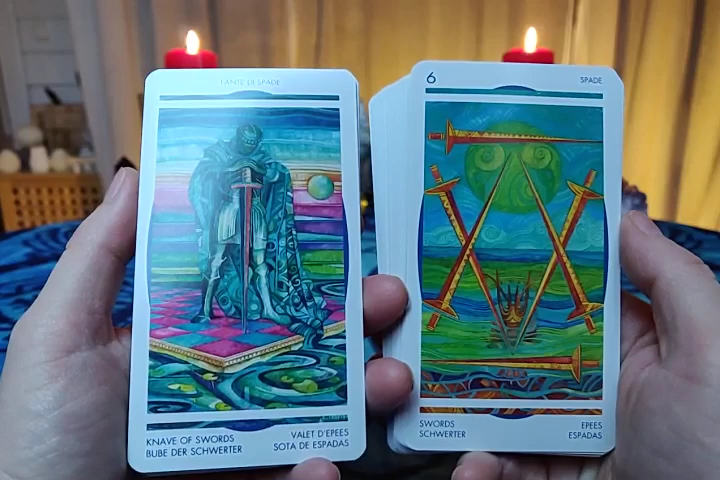 FANTE DI SPADE
KNAVE OF SWORDS
BUBE DER SCHWERTER
VALET D'EPEES
SOTA DE ESPADAS
6
SPADE
SWORDS
SCHWERTER
EPEES
ESPADAS